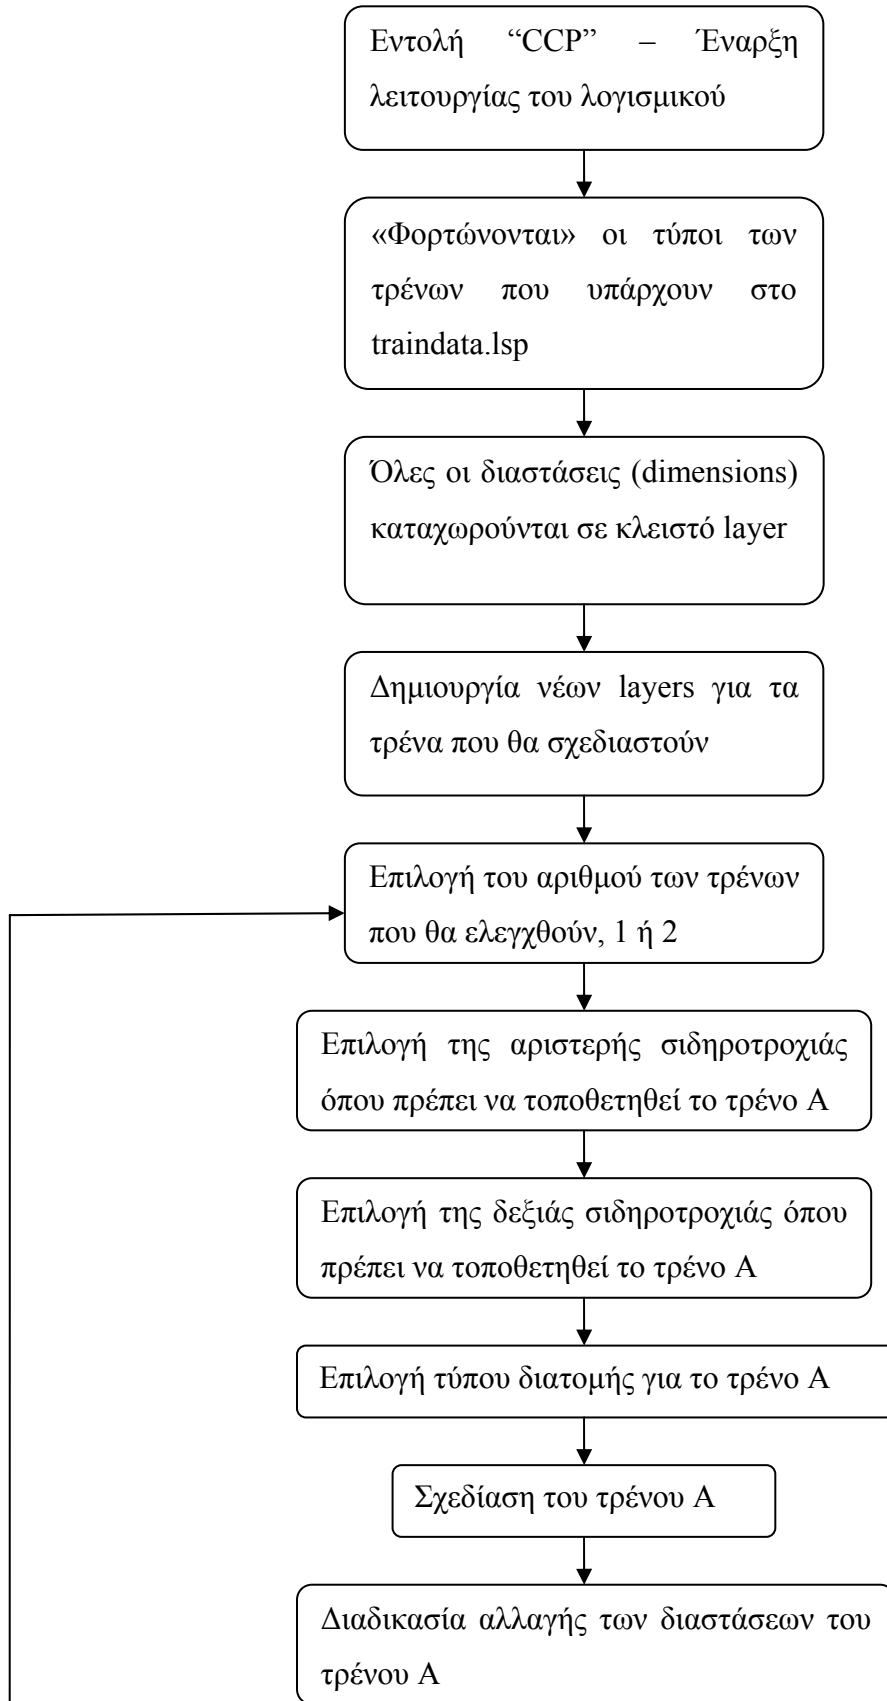 Εντολή “CCP” – Έναρξη
λειτουργίας του λογισμικού
«Φορτώνονται» οι τύποι των
τρένων που υπάρχουν στο
traindata.lsp
Όλες οι διαστάσεις (dimensions)
καταχωρούνται σε κλειστό layer
Δημιουργία νέων layers για τα
τρένα που θα σχεδιαστούν
Επιλογή του αριθμού των τρένων
που θα ελεγχθούν, 1 ή 2
Επιλογή της αριστερής σιδηροτροχιάς
όπου πρέπει να τοποθετηθεί το τρένο Α
Επιλογή της δεξιάς σιδηροτροχιάς όπου
πρέπει να τοποθετηθεί το τρένο Α
Επιλογή τύπου διατομής για το τρένο Α
Σχεδίαση του τρένου Α
Διαδικασία αλλαγής των διαστάσεων του
τρένου Α